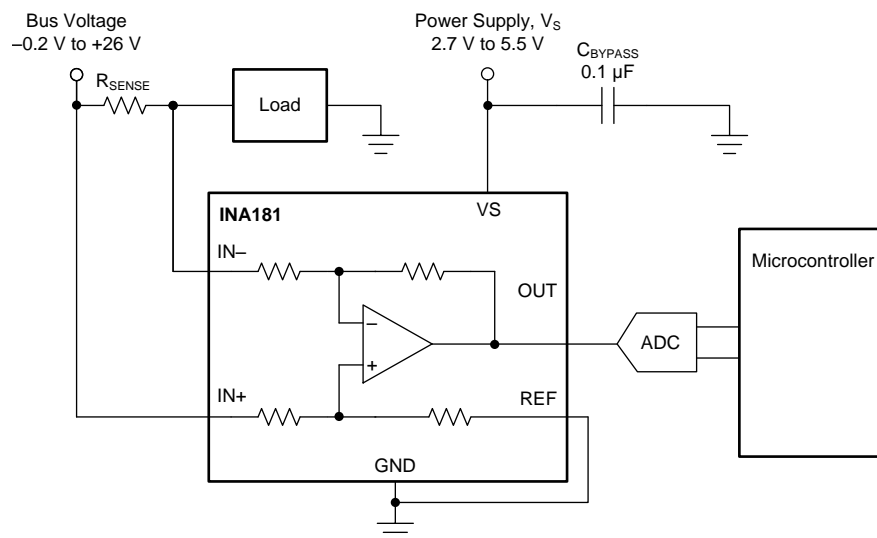 Bus Voltage
–0.2 V to +26 V
Power Supply, VS
2.7 V to 5.5 V
CBYPASS
0.1 µF
RSENSE
Load
INA181
VS
IN–
OUT
Microcontroller
–
+
ADC
IN+
REF
GND